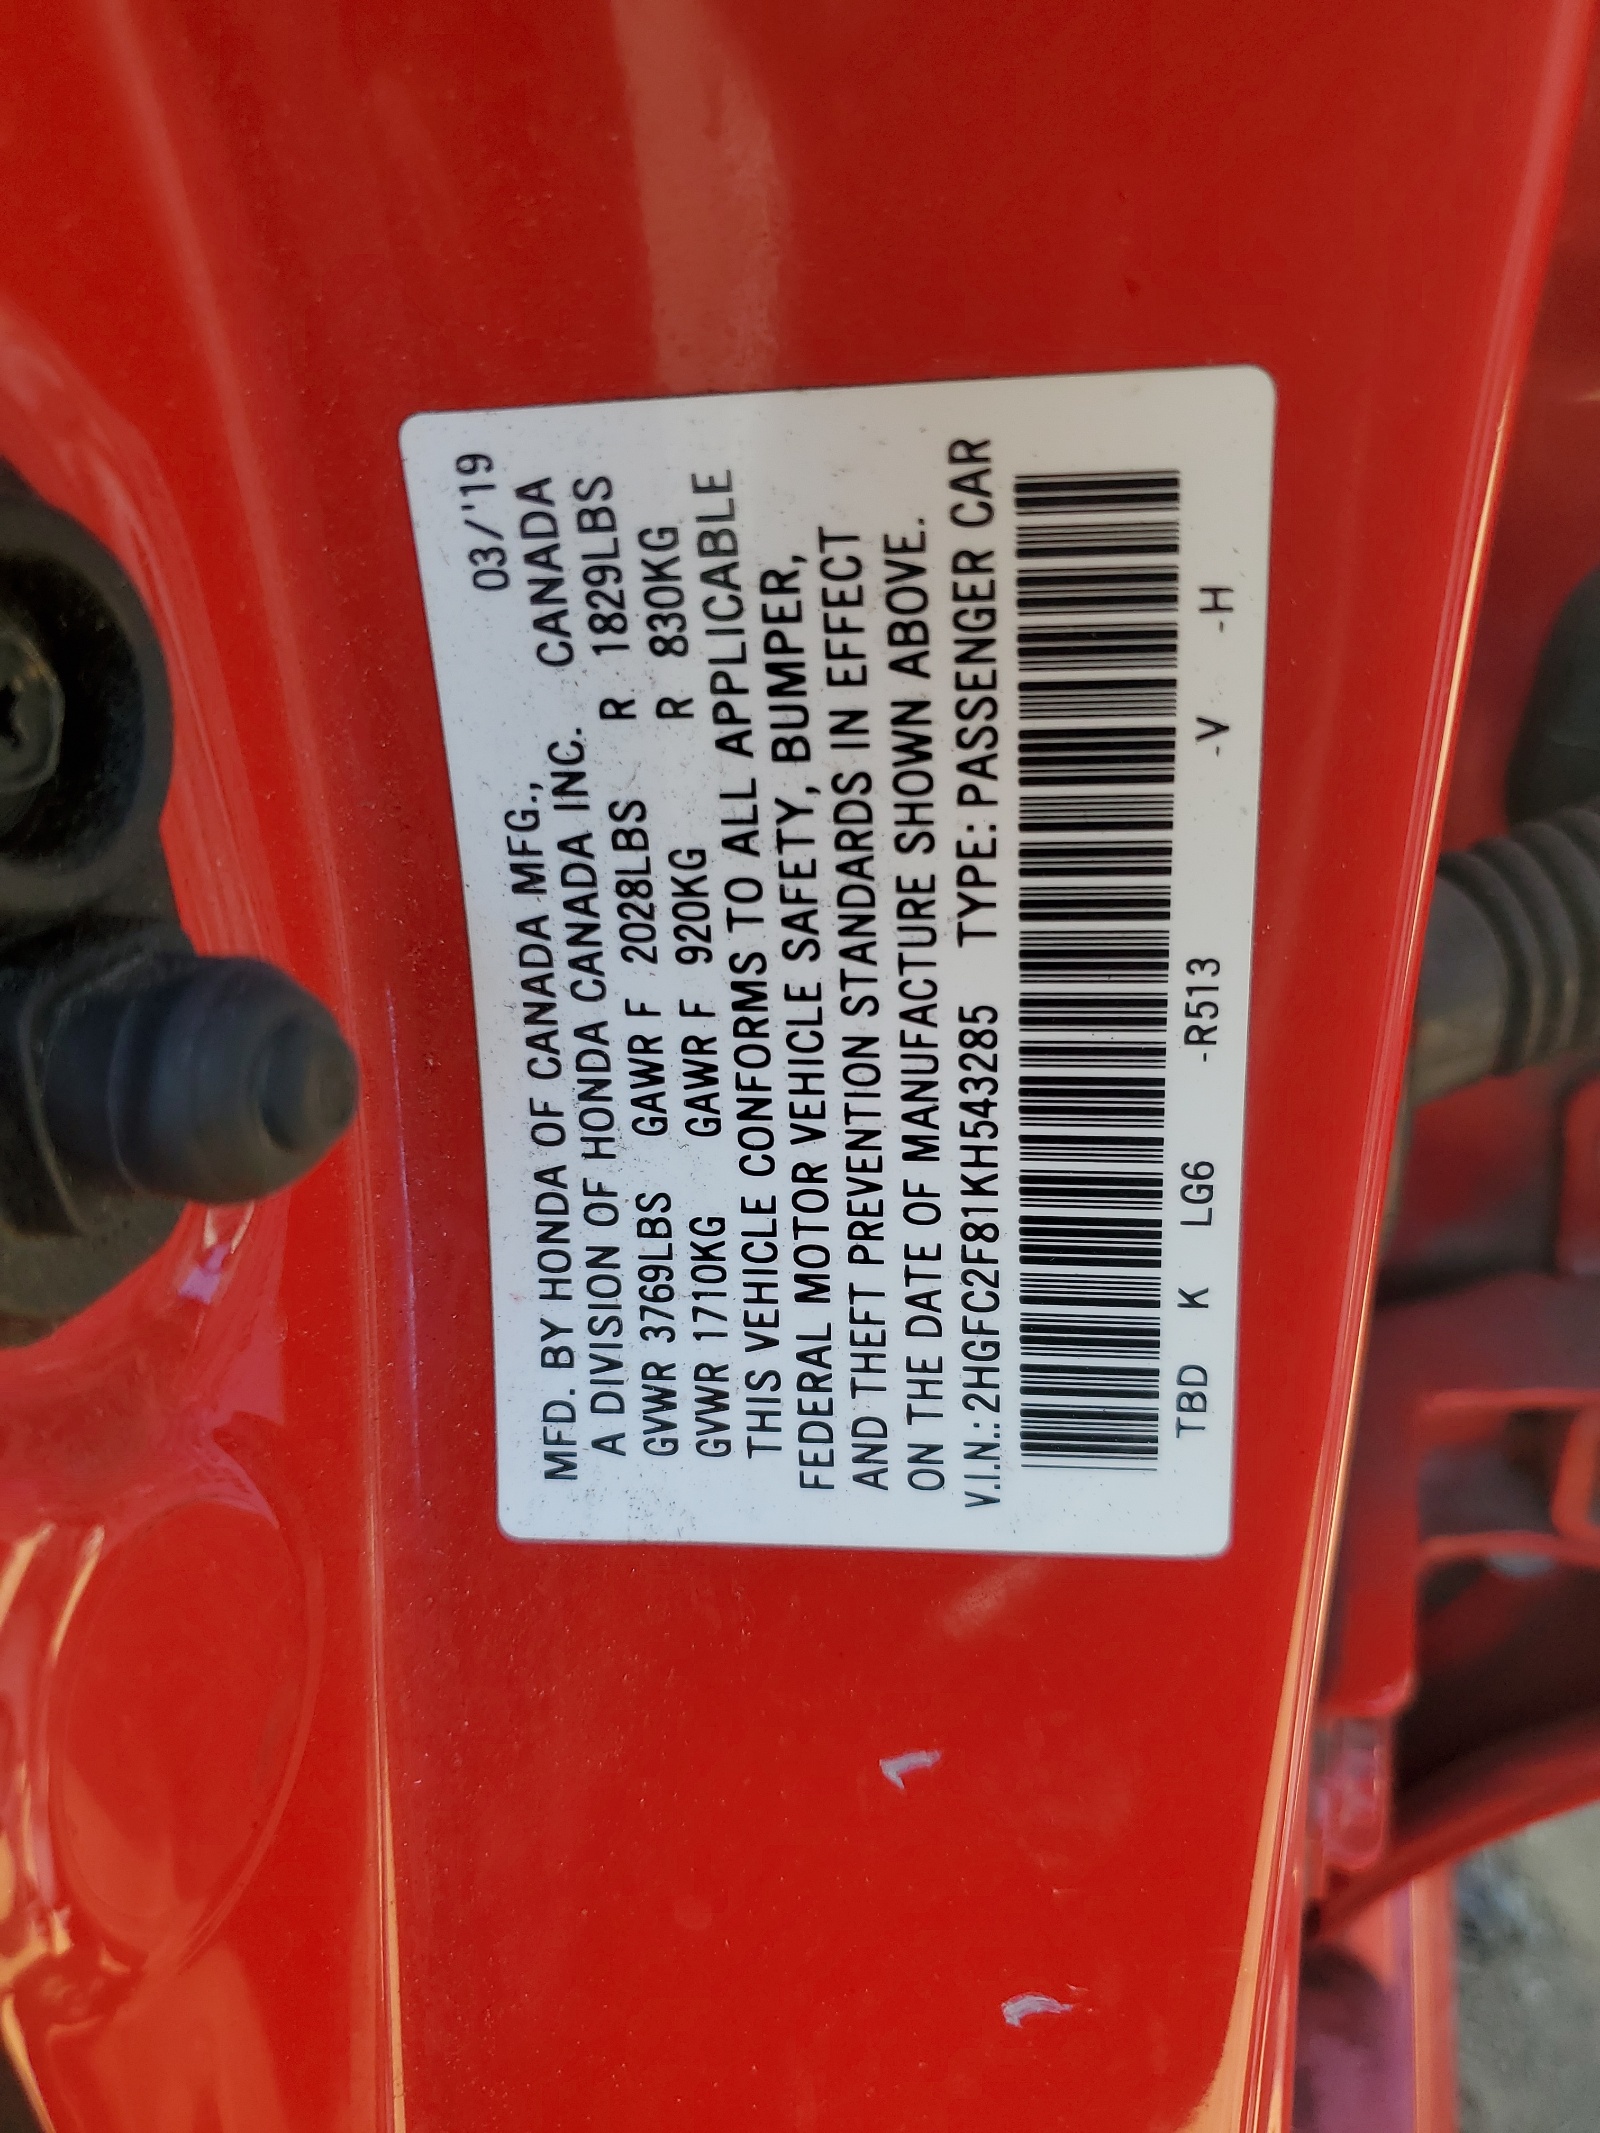 03/'19
MFD. BY HONDA OF CANADA MFG., CANADA
A DIVISION OF HONDA CANADA INC.
GVWR 3769LBS GAWR F 2028LBS R 1829LBS
GVWR 1710KG GAWR F 920KG R 830KG
THIS VEHICLE CONFORMS TO ALL APPLICABLE
FEDERAL MOTOR VEHICLE SAFETY, BUMPER,
AND THEFT PREVENTION STANDARDS IN EFFECT
ON THE DATE OF MANUFACTURE SHOWN ABOVE.
V.I.N.: 2HGFC2F81KH543285 TYPE: PASSENGER CAR
TBD K LG6 -R513 -V -H